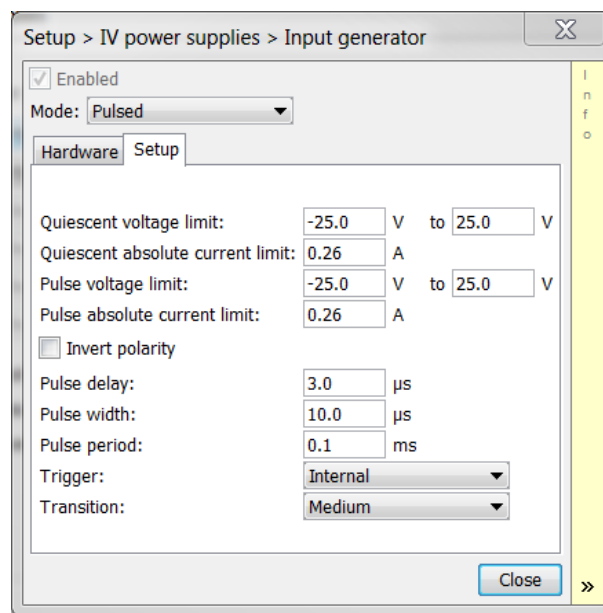 Setup > IV power supplies > Input generator
Enabled
Mode: Pulsed
Hardware Setup
Quiescent voltage limit: -25.0 V to 25.0 V
Quiescent absolute current limit: 0.26 A
Pulse voltage limit: -25.0 V to 25.0 V
Pulse absolute current limit: 0.26 A
Invert polarity
Pulse delay: 3.0 µs
Pulse width: 10.0 µs
Pulse period: 0.1 ms
Trigger: Internal
Transition: Medium
Close
»
Info